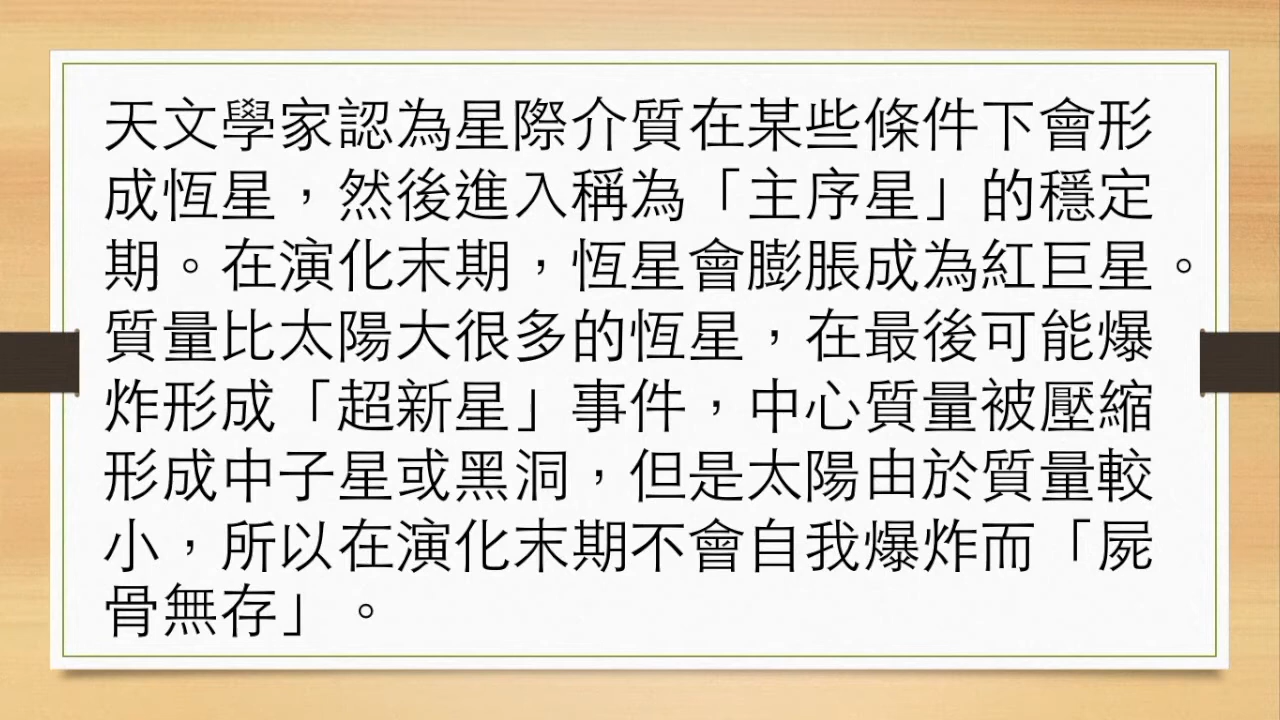 天文學家認為星際介質在某些條件下會形
成恆星，然後進入稱為「主序星」的穩定
期。在演化末期，恆星會膨脹成為紅巨星。
質量比太陽大很多的恆星，在最後可能爆
炸形成「超新星」事件，中心質量被壓縮
形成中子星或黑洞，但是太陽由於質量較
小，所以在演化末期不會自我爆炸而「屍
骨無存」。